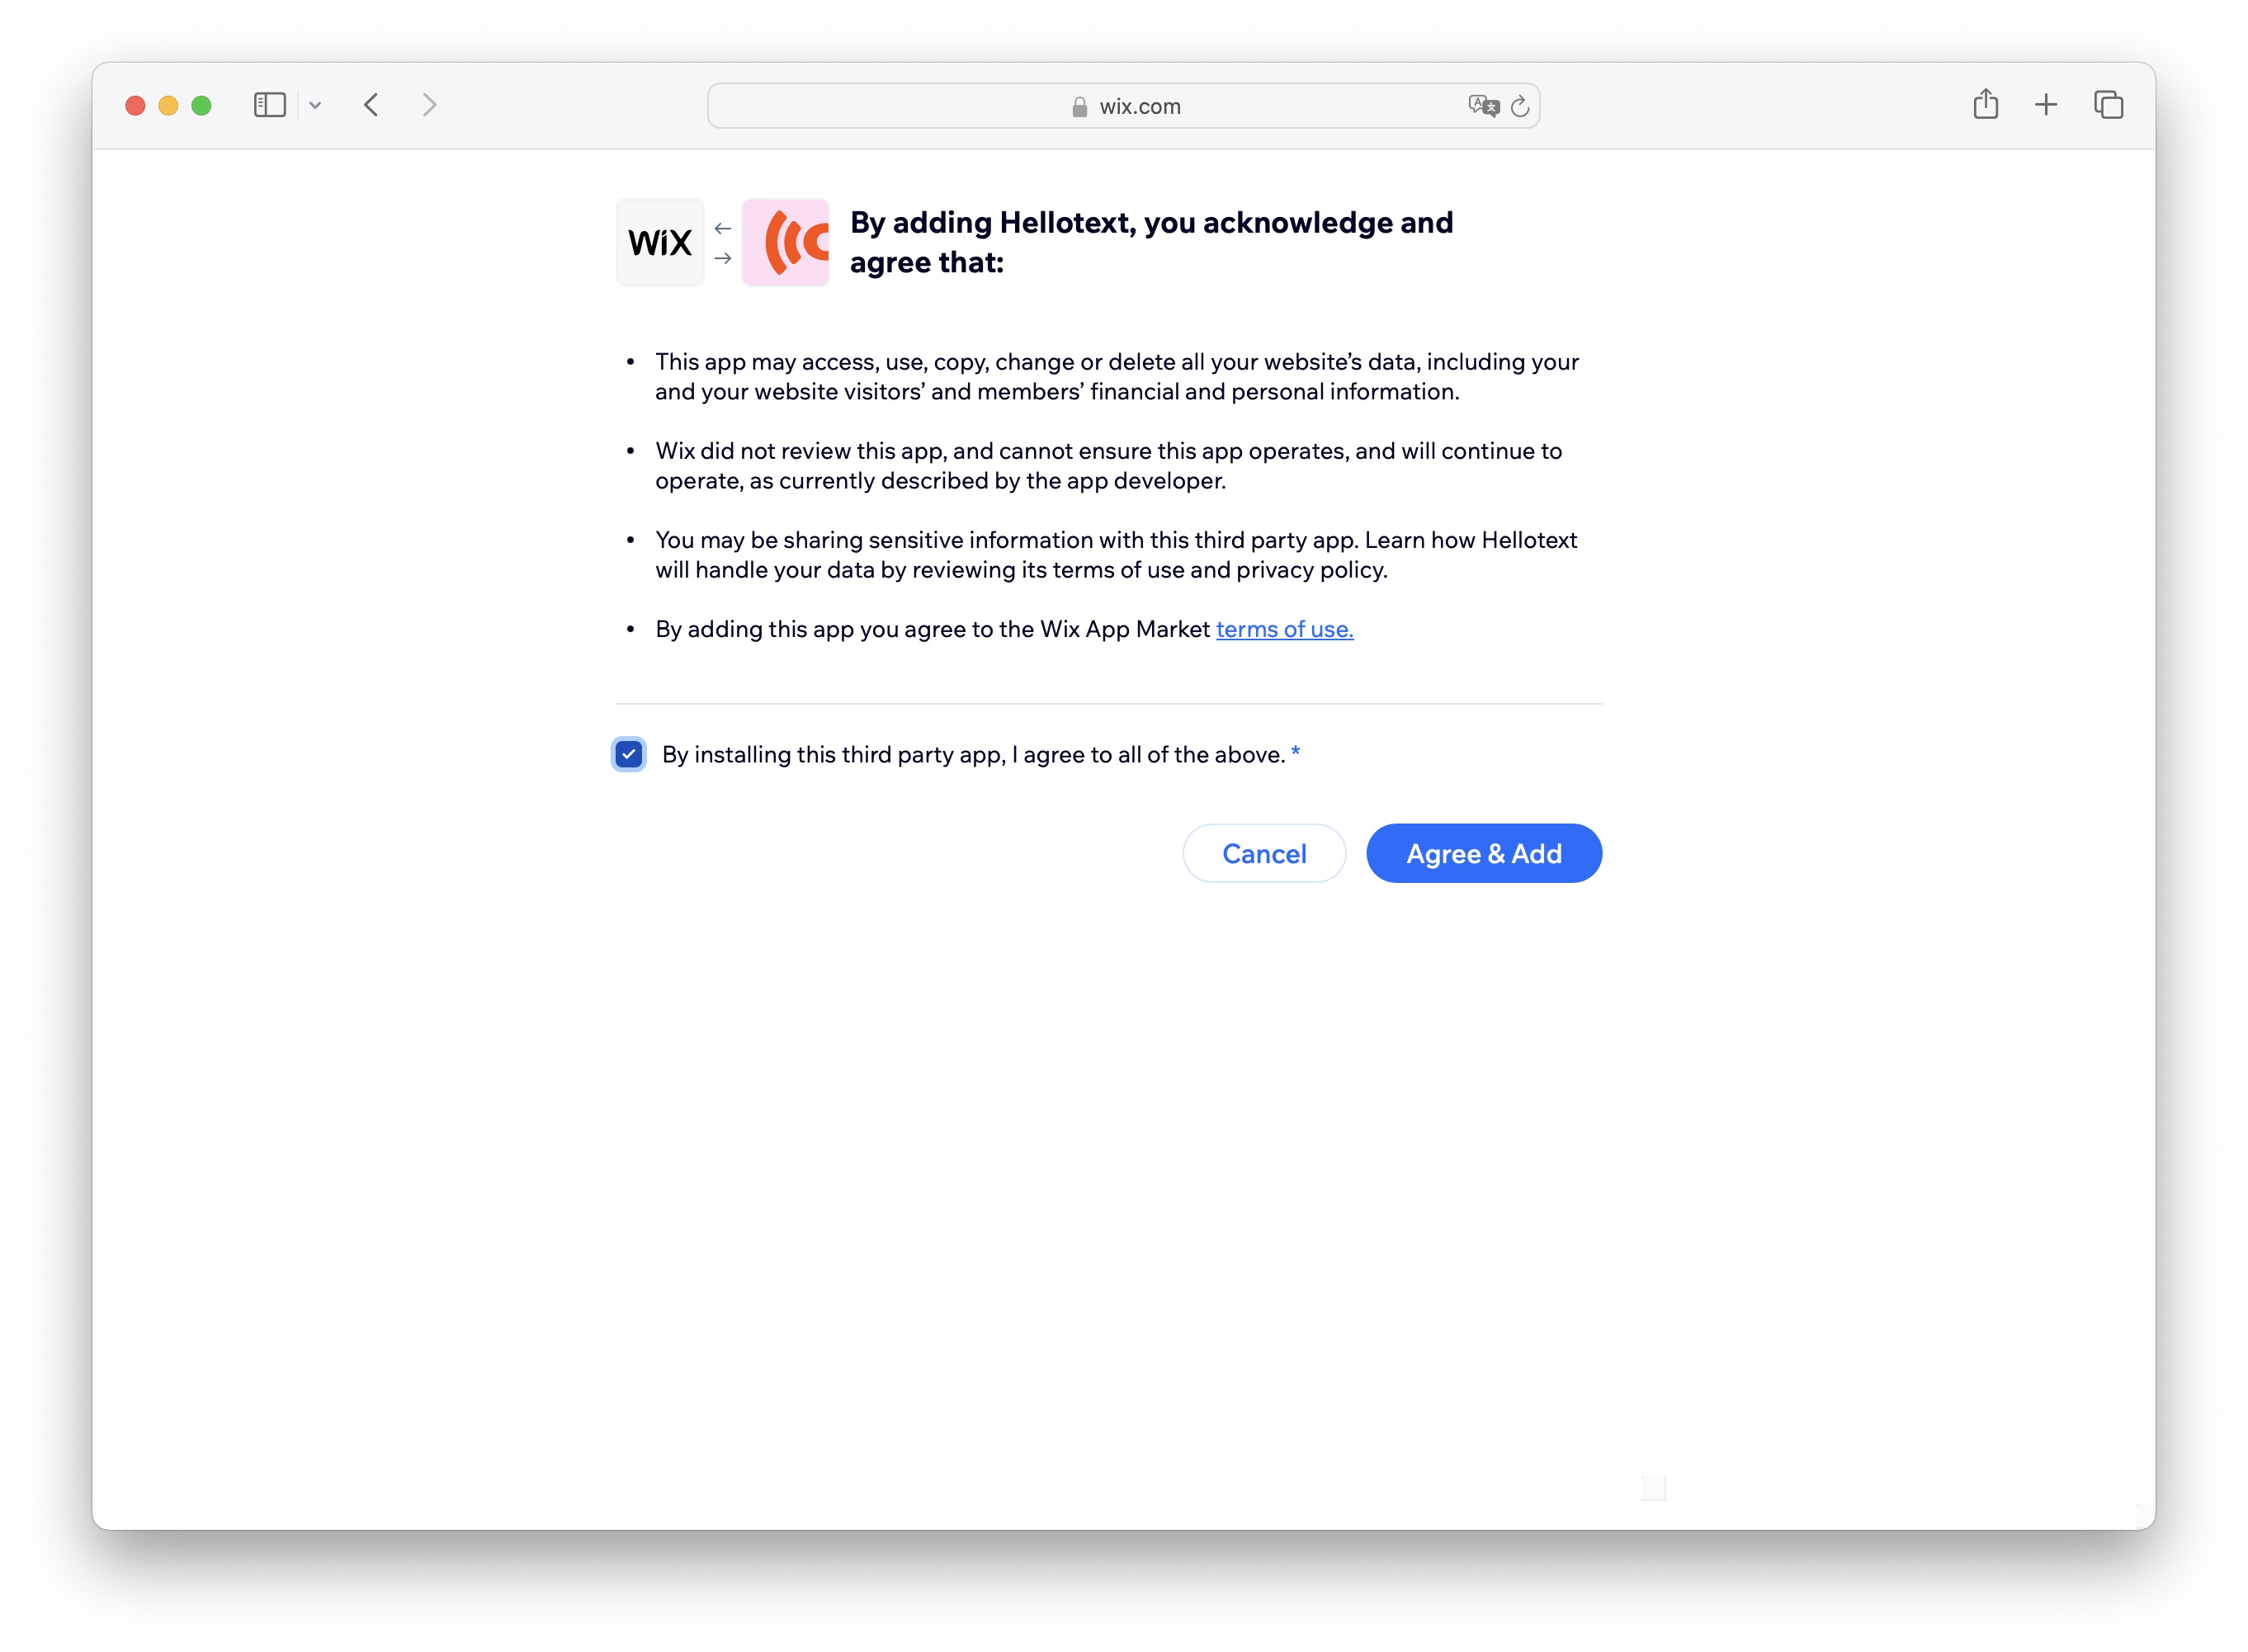 wix.com
WiX
By adding Hellotext, you acknowledge and
agree that:
• This app may access, use, copy, change or delete all your website’s data, including your
and your website visitors’ and members’ financial and personal information.
• Wix did not review this app, and cannot ensure this app operates, and will continue to
operate, as currently described by the app developer.
• You may be sharing sensitive information with this third party app. Learn how Hellotext
will handle your data by reviewing its terms of use and privacy policy.
• By adding this app you agree to the Wix App Market terms of use.
By installing this third party app, I agree to all of the above. *
Cancel
Agree & Add